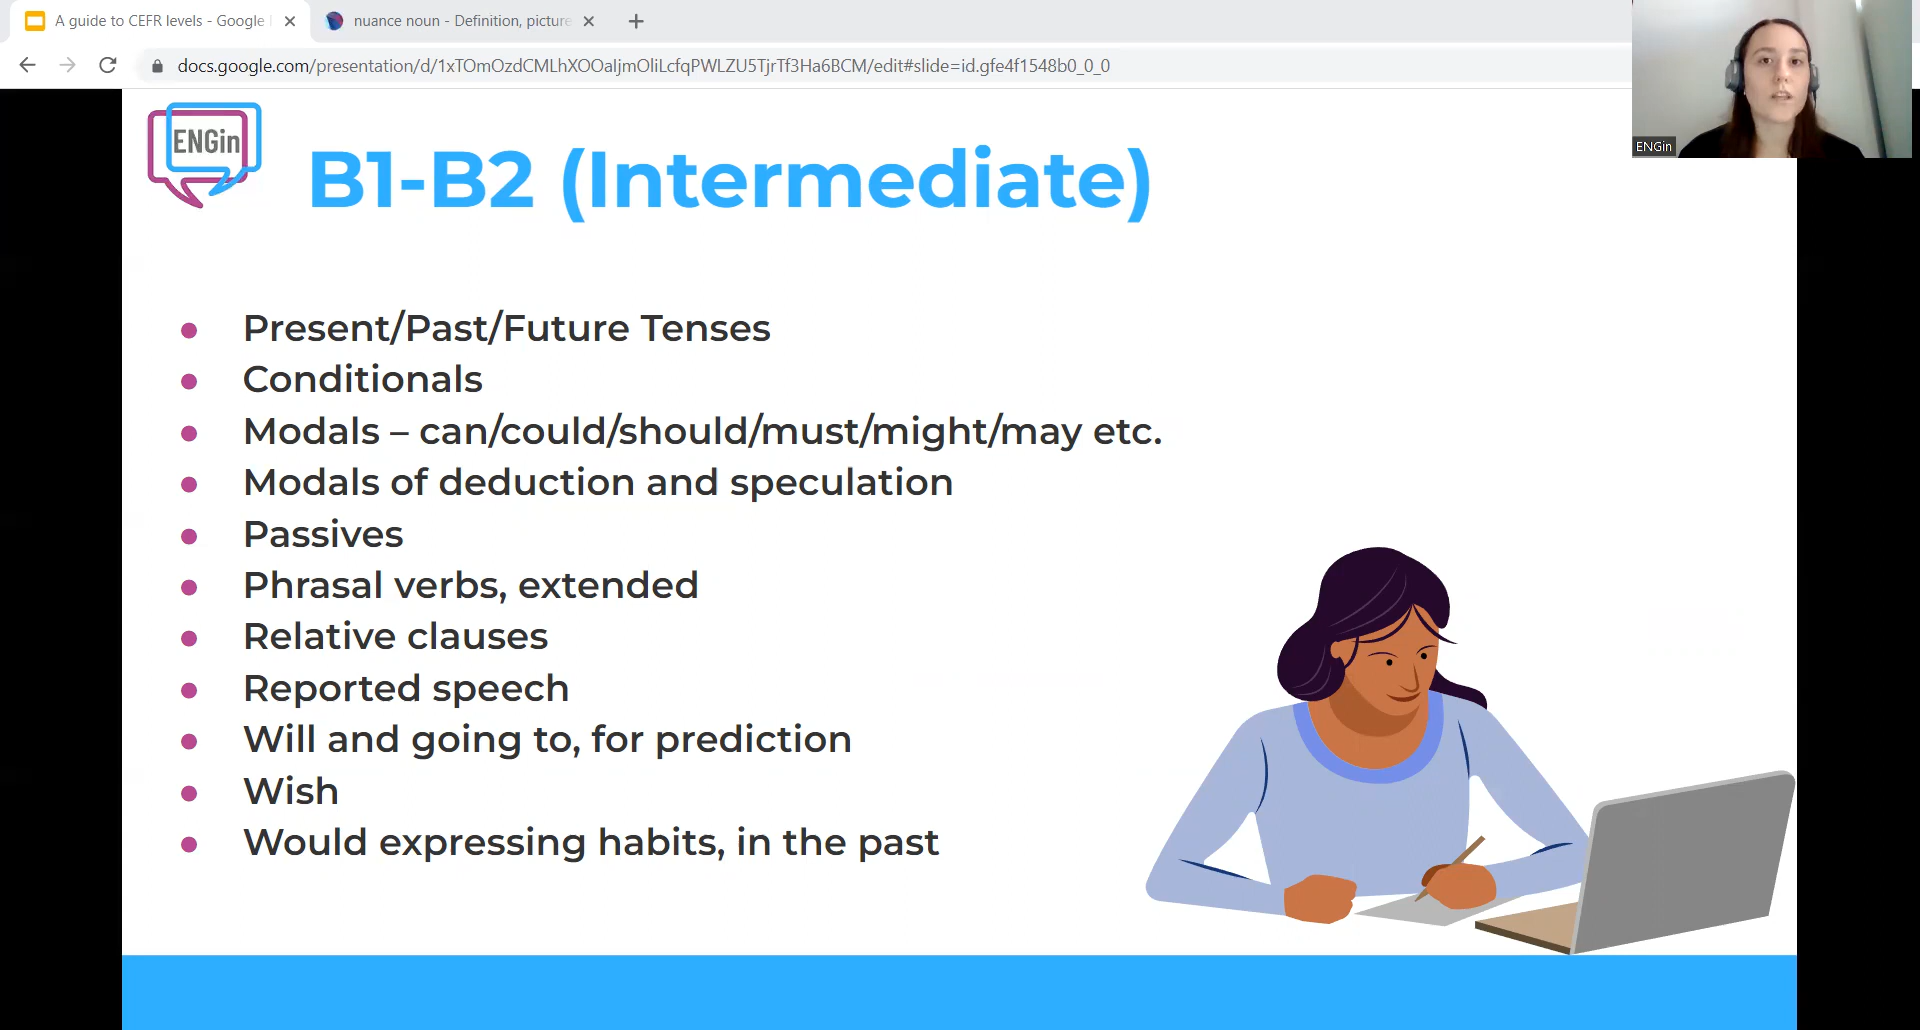 A guide to CEFR levels - Google
nuance noun - Definition, picture
docs.google.com/presentation/d/1xTOmOzdCMLhXOOaljmOliLcfqPWLZU5TjrTf3Ha6BCM/edit#slide=id.gfe4f1548b0_0_0
ENGin
ENGin
B1-B2 (Intermediate)
Present/Past/Future Tenses
Conditionals
Modals – can/could/should/must/might/may etc.
Modals of deduction and speculation
Passives
Phrasal verbs, extended
Relative clauses
Reported speech
Will and going to, for prediction
Wish
Would expressing habits, in the past